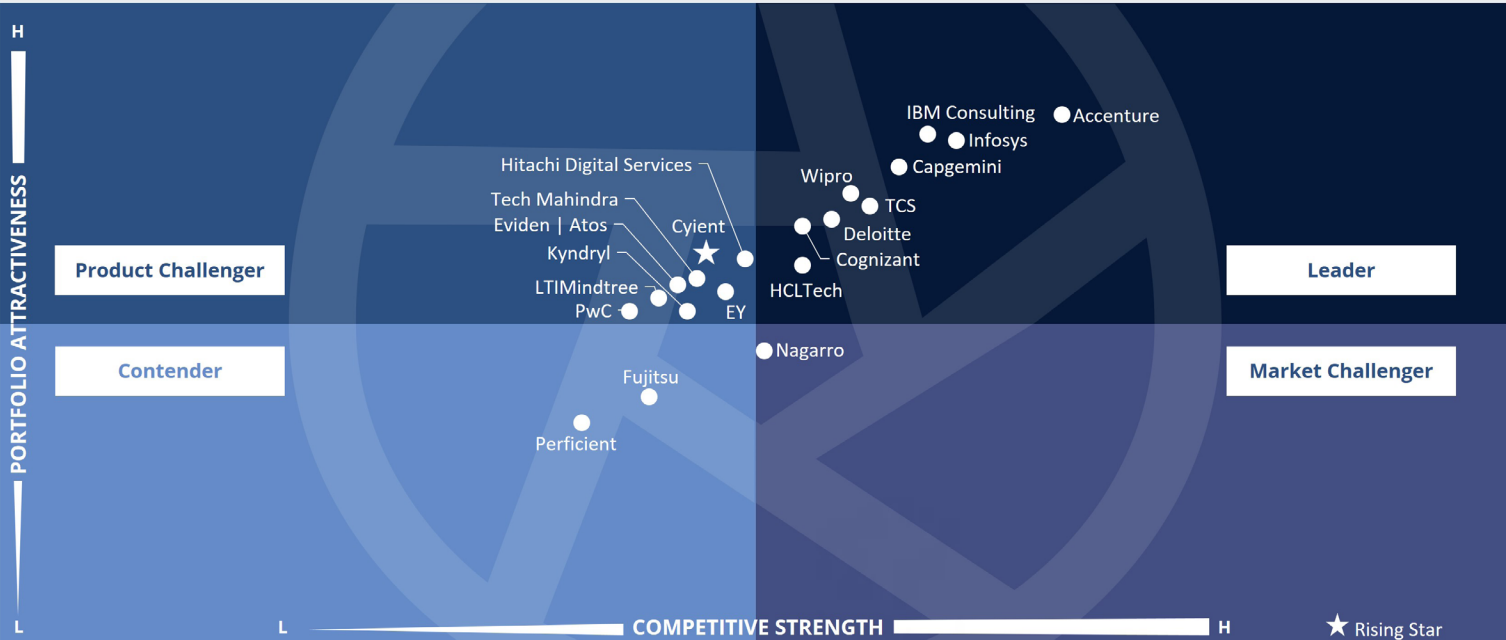 H
PORTFOLIO ATTRACTIVENESS
L
Product Challenger
Contender
Leader
Market Challenger
IBM Consulting
Accenture
Infosys
Capgemini
Hitachi Digital Services
Wipro
Tech Mahindra
TCS
Eviden | Atos
Cyient
Deloitte
Kyndryl
Cognizant
LTIMindtree
HCLTech
PwC
EY
Nagarro
Fujitsu
Perficient
L
COMPETITIVE STRENGTH
H
Rising Star